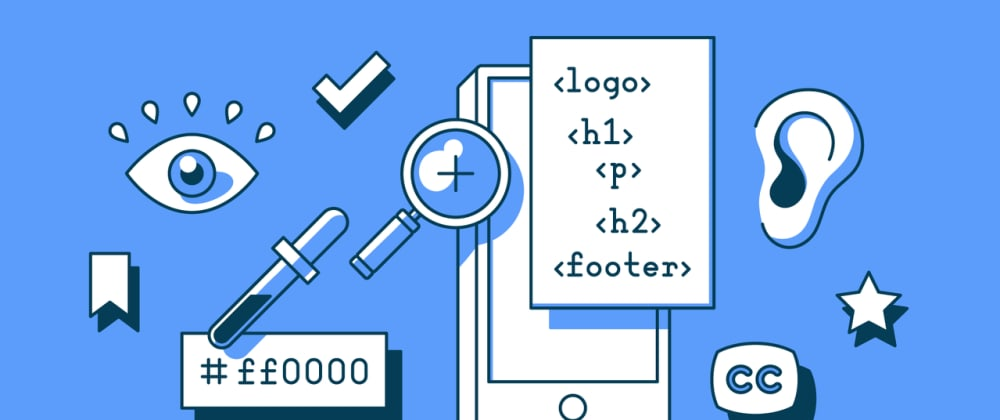 <logo>
<h1>
<p>
<h2>
<footer>
#ff0000
CC